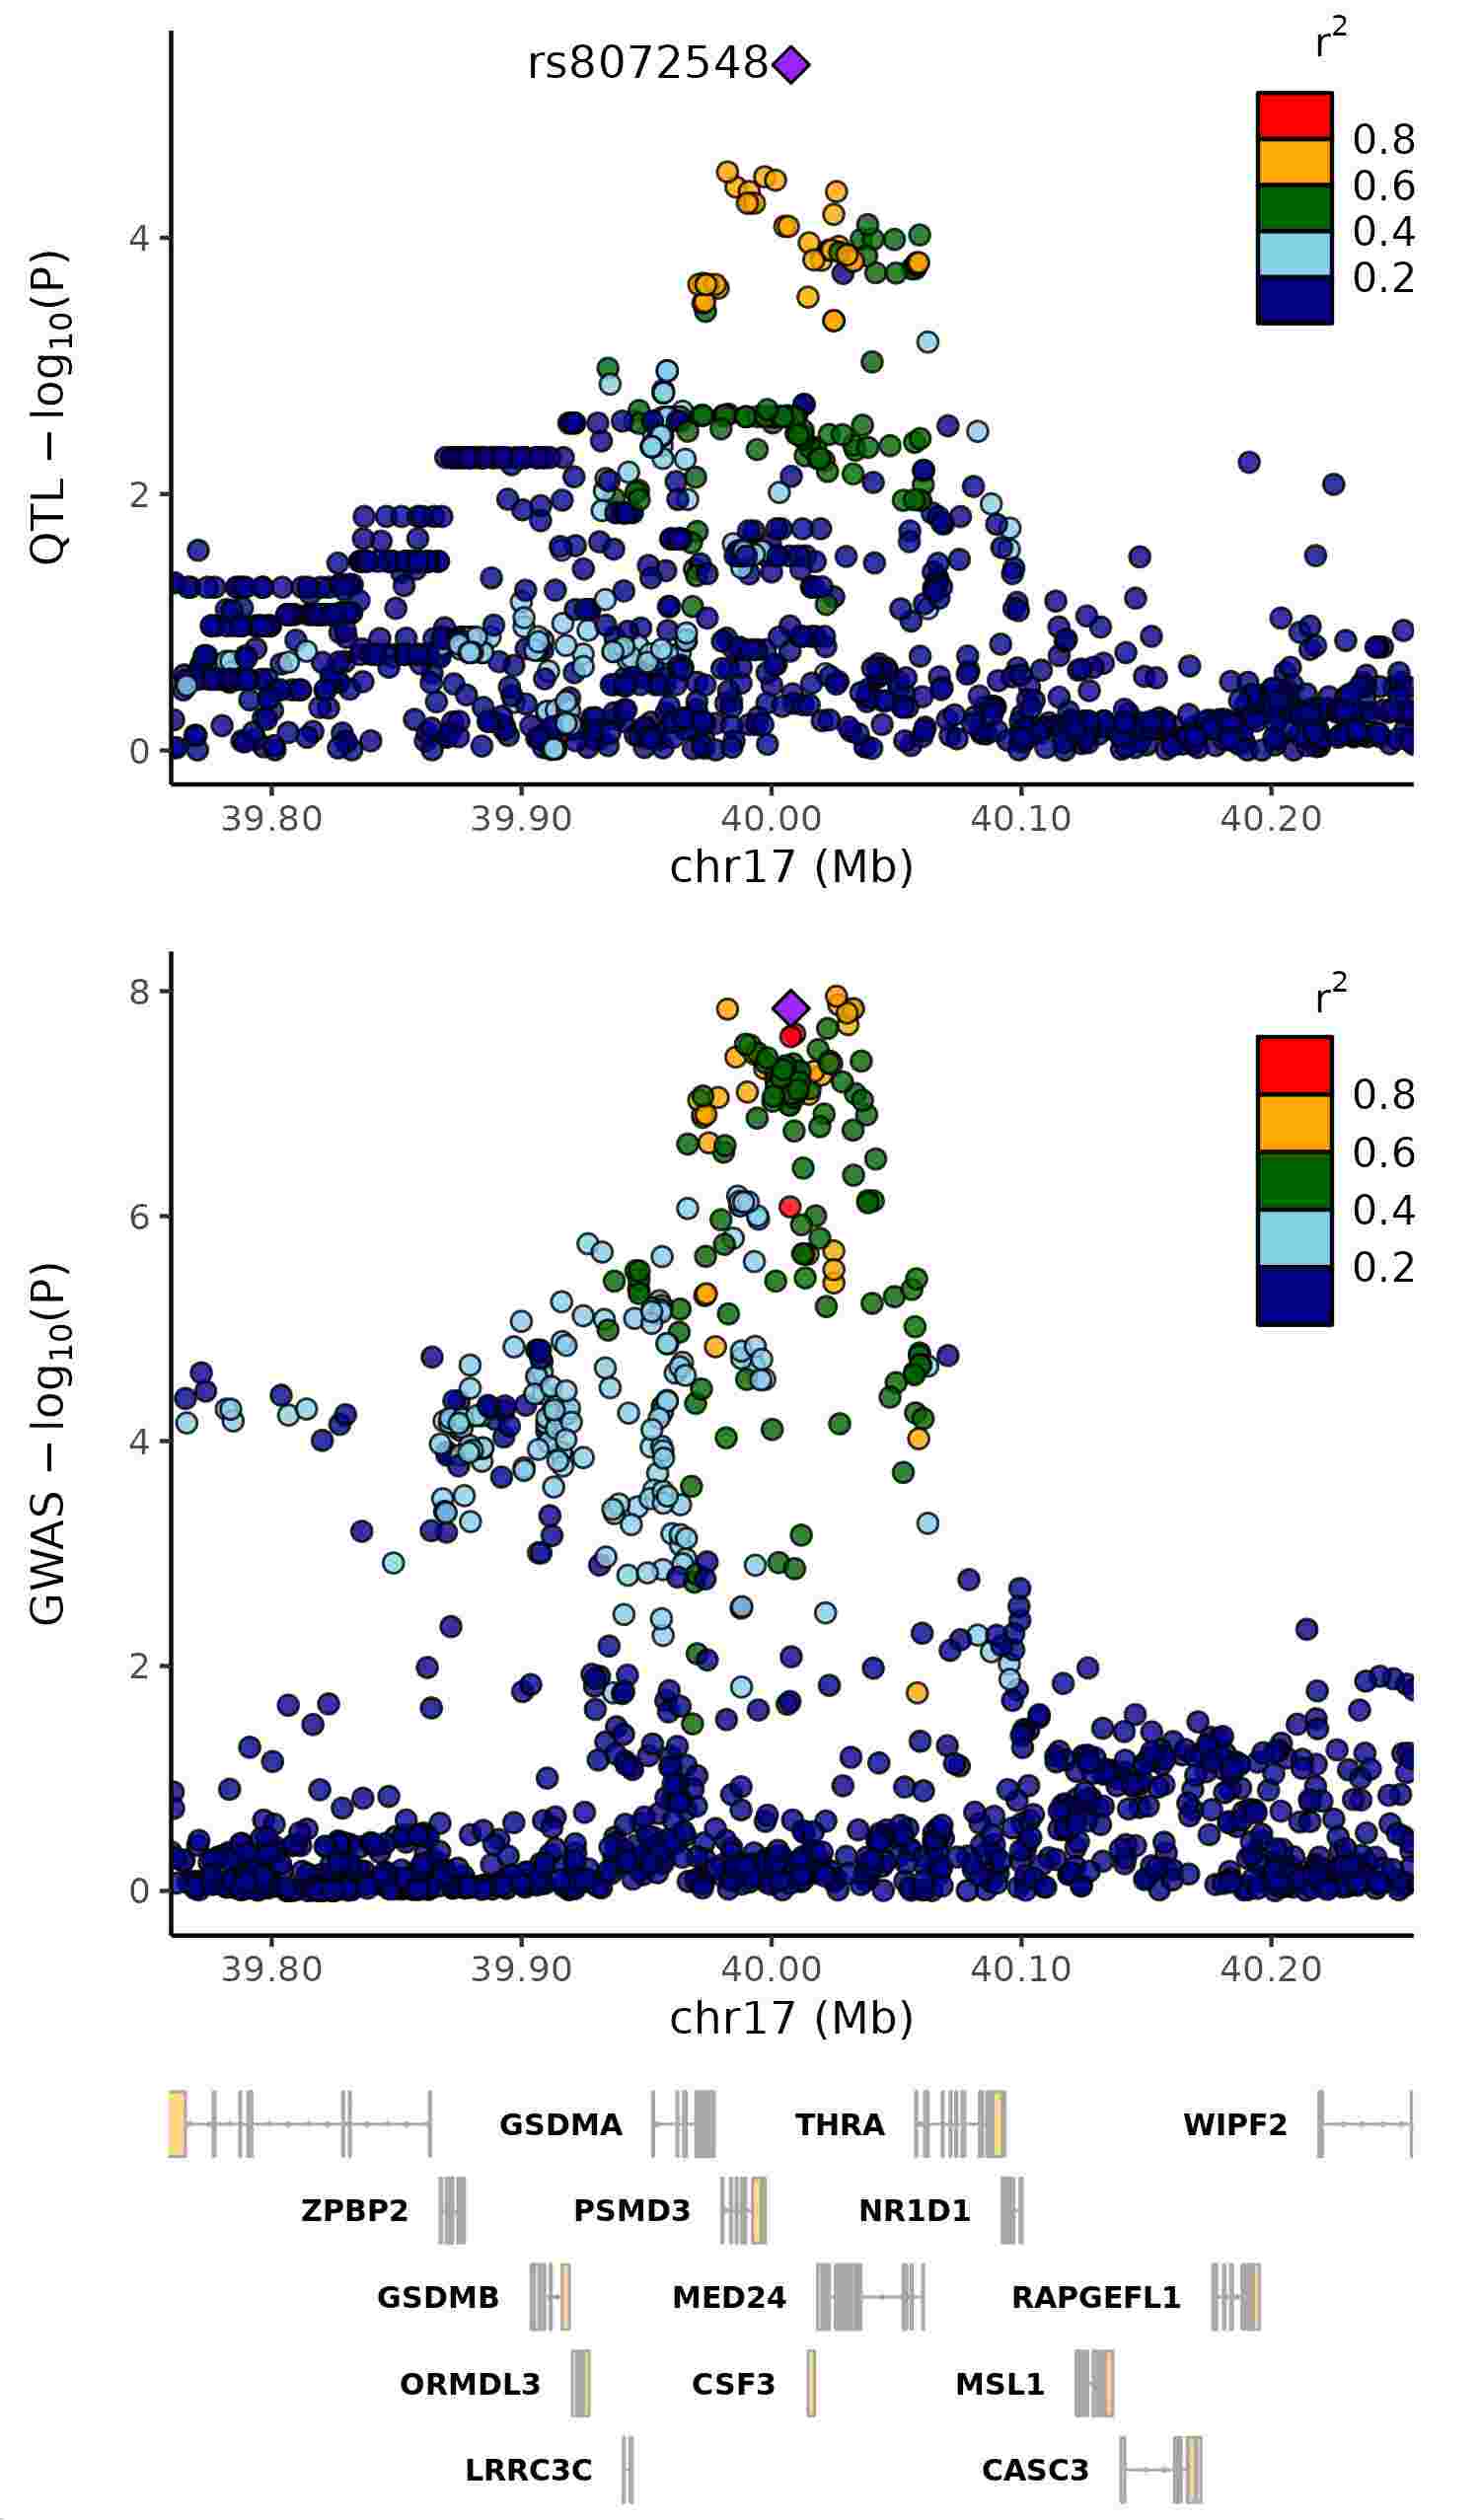 r²
rs8072548
0.8
0.6
0.4
0.2
QTL − log₁₀(P)
4
2
0
39.80 39.90 40.00 40.10 40.20
chr17 (Mb)
r²
0.8
0.6
0.4
0.2
GWAS − log₁₀(P)
8
6
4
2
0
39.80 39.90 40.00 40.10 40.20
chr17 (Mb)
GSDMA THRA WIPF2
ZPBP2 PSMD3 NR1D1
GSDMB MED24 RAPGEFL1
ORMDL3 CSF3 MSL1
LRRC3C CASC3